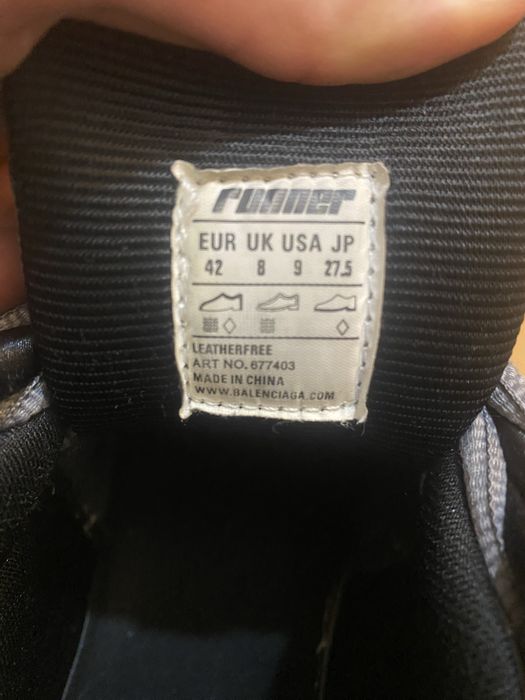 runner
EUR UK USA JP
42 8 9 27.5
LEATHERFREE
ART NO. 677403
MADE IN CHINA
WWW.BALENCIAGA.COM